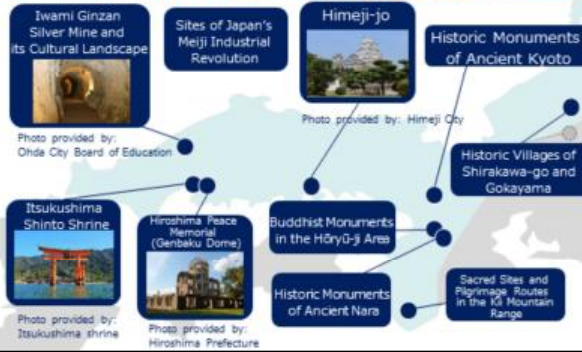 Iwami Ginzan
Silver Mine and
its Cultural Landscape
Photo provided by:
Ohda City Board of Education
Sites of Japan's
Meiji Industrial
Revolution
Himeji-jo
Photo provided by: Himeji City
Historic Monuments
of Ancient Kyoto
Historic Villages of
Shirakawa-go and
Gokayama
Itsukushima
Shinto Shrine
Photo provided by:
Itsukushima shrine
Hiroshima Peace
Memorial
(Genbaku Dome)
Photo provided by:
Hiroshima Prefecture
Buddhist Monuments
in the Hōryū-ji Area
Historic Monuments
of Ancient Nara
Sacred Sites and
Pilgrimage Routes
in the Kii Mountain
Range